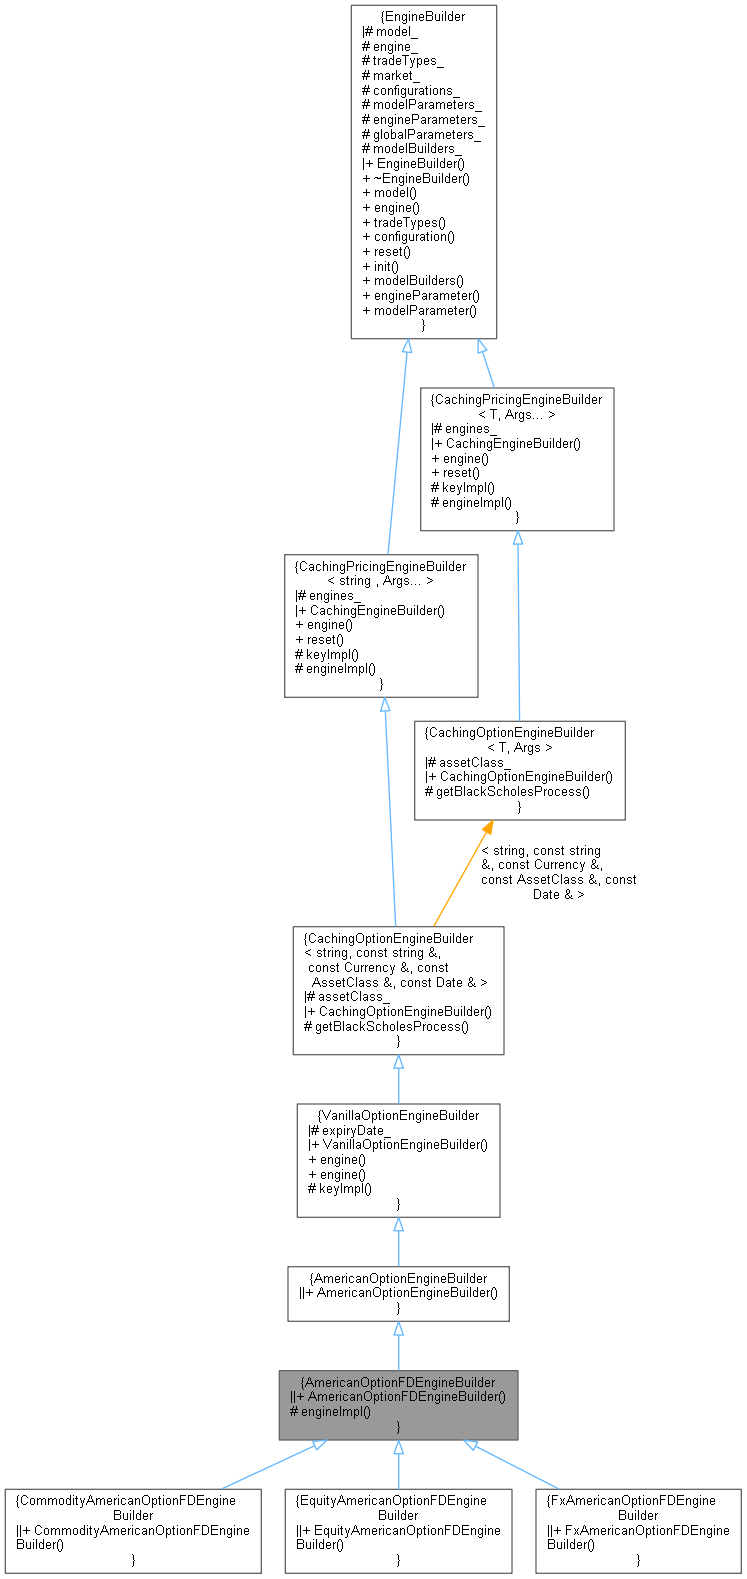 {EngineBuilder
|# model_
# engine_
# tradeTypes_
# market_
# configurations_
# modelParameters_
# engineParameters_
# globalParameters_
# modelBuilders_
|+ EngineBuilder()
+ ~EngineBuilder()
+ model()
+ engine()
+ tradeTypes()
+ configuration()
+ reset()
+ init()
+ modelBuilders()
+ engineParameter()
+ modelParameter()
}
{CachingPricingEngineBuilder
< T, Args... >
|# engines_
|+ CachingEngineBuilder()
+ engine()
+ reset()
# keyImpl()
# engineImpl()
}
{CachingPricingEngineBuilder
< string , Args... >
|# engines_
|+ CachingEngineBuilder()
+ engine()
+ reset()
# keyImpl()
# engineImpl()
}
{CachingOptionEngineBuilder
< T, Args >
|# assetClass_
|+ CachingOptionEngineBuilder()
# getBlackScholesProcess()
}
< string, const string
&, const Currency &,
const AssetClass &, const
Date & >
{CachingOptionEngineBuilder
< string, const string &,
const Currency &, const
AssetClass &, const Date & >
|# assetClass_
|+ CachingOptionEngineBuilder()
# getBlackScholesProcess()
}
{VanillaOptionEngineBuilder
|# expiryDate_
|+ VanillaOptionEngineBuilder()
+ engine()
+ engine()
# keyImpl()
}
{AmericanOptionEngineBuilder
||+ AmericanOptionEngineBuilder()
}
{AmericanOptionFDEngineBuilder
||+ AmericanOptionFDEngineBuilder()
# engineImpl()
}
{CommodityAmericanOptionFDEngine
Builder
||+ CommodityAmericanOptionFDEngine
Builder()
}
{EquityAmericanOptionFDEngine
Builder
||+ EquityAmericanOptionFDEngine
Builder()
}
{FxAmericanOptionFDEngine
Builder
||+ FxAmericanOptionFDEngine
Builder()
}